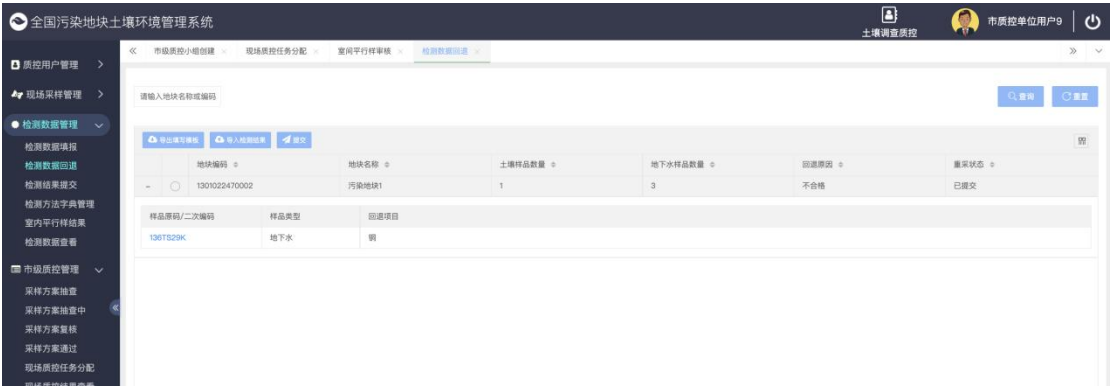 全国污染地块土壤环境管理系统
土壤调查质控
市质控单位用户9
市级质控小组创建
现场质控任务分配
室间平行样审核
检测数据回退
质控用户管理
现场采样管理
检测数据管理
检测数据填报
检测数据回退
检测结果提交
检测方法字典管理
室内平行样结果
检测数据查看
市级质控管理
采样方案抽查
采样方案抽查中
采样方案复核
采样方案通过
现场质控任务分配
请输入地块名称或编码
查询 重置
导出填写模板 导入检测结果 提交
地块编码 地块名称 土壤样品数量 地下水样品数量 回退原因 重采状态
1301022470002 污染地块1 1 3 不合格 已提交
样品原码/二次编码 样品类型 回退项目
136TS29K 地下水 铜